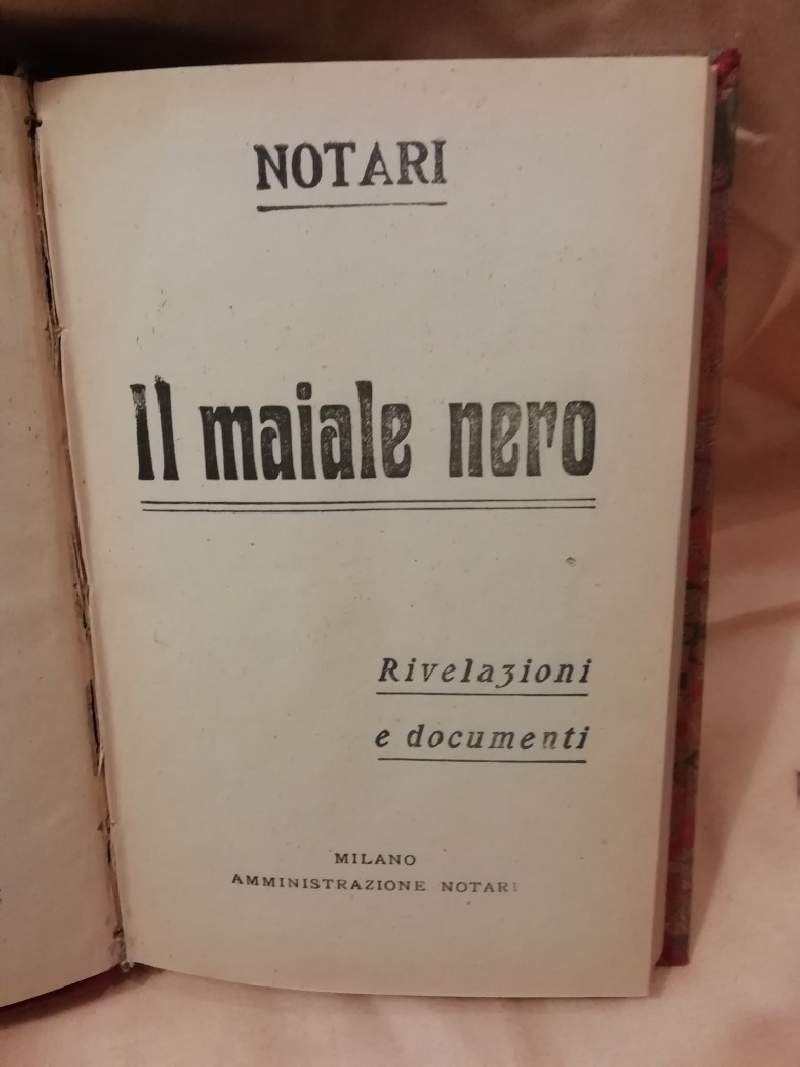 NOTARI
Il maiale nero
Rivelazioni
e documenti
MILANO
AMMINISTRAZIONE NOTARI